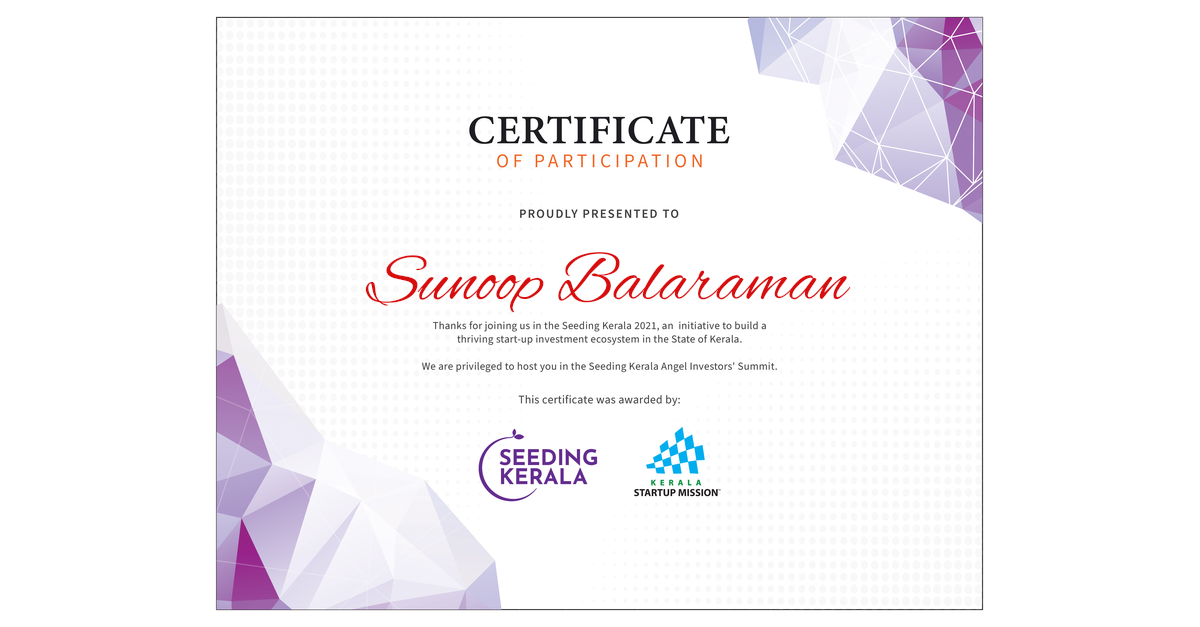 CERTIFICATE
OF PARTICIPATION
PROUDLY PRESENTED TO
Sunoop Balaraman
Thanks for joining us in the Seeding Kerala 2021, an initiative to build a
thriving start-up investment ecosystem in the State of Kerala.
We are privileged to host you in the Seeding Kerala Angel Investors' Summit.
This certificate was awarded by:
SEEDING
KERALA
KERALA
STARTUP MISSION